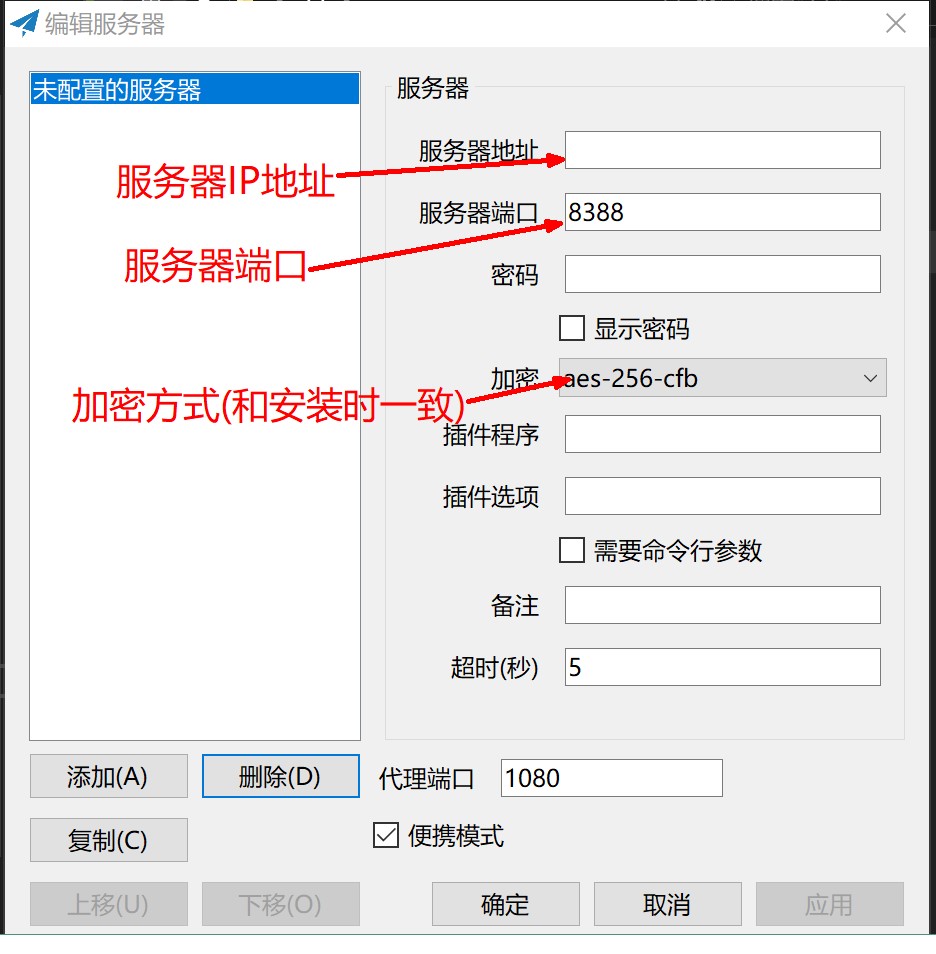 编辑服务器
未配置的服务器
服务器
服务器地址
服务器IP地址
服务器端口
8388
服务器端口
密码
显示密码
加密
aes-256-cfb
加密方式(和安装时一致)
插件程序
插件选项
需要命令行参数
备注
超时(秒)
5
添加(A)
删除(D)
代理端口
1080
复制(C)
便携模式
上移(U)
下移(O)
确定
取消
应用